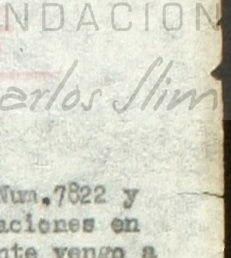 NDACION
arlos Slim
Num.7822 y
aciones en
nte vengo a